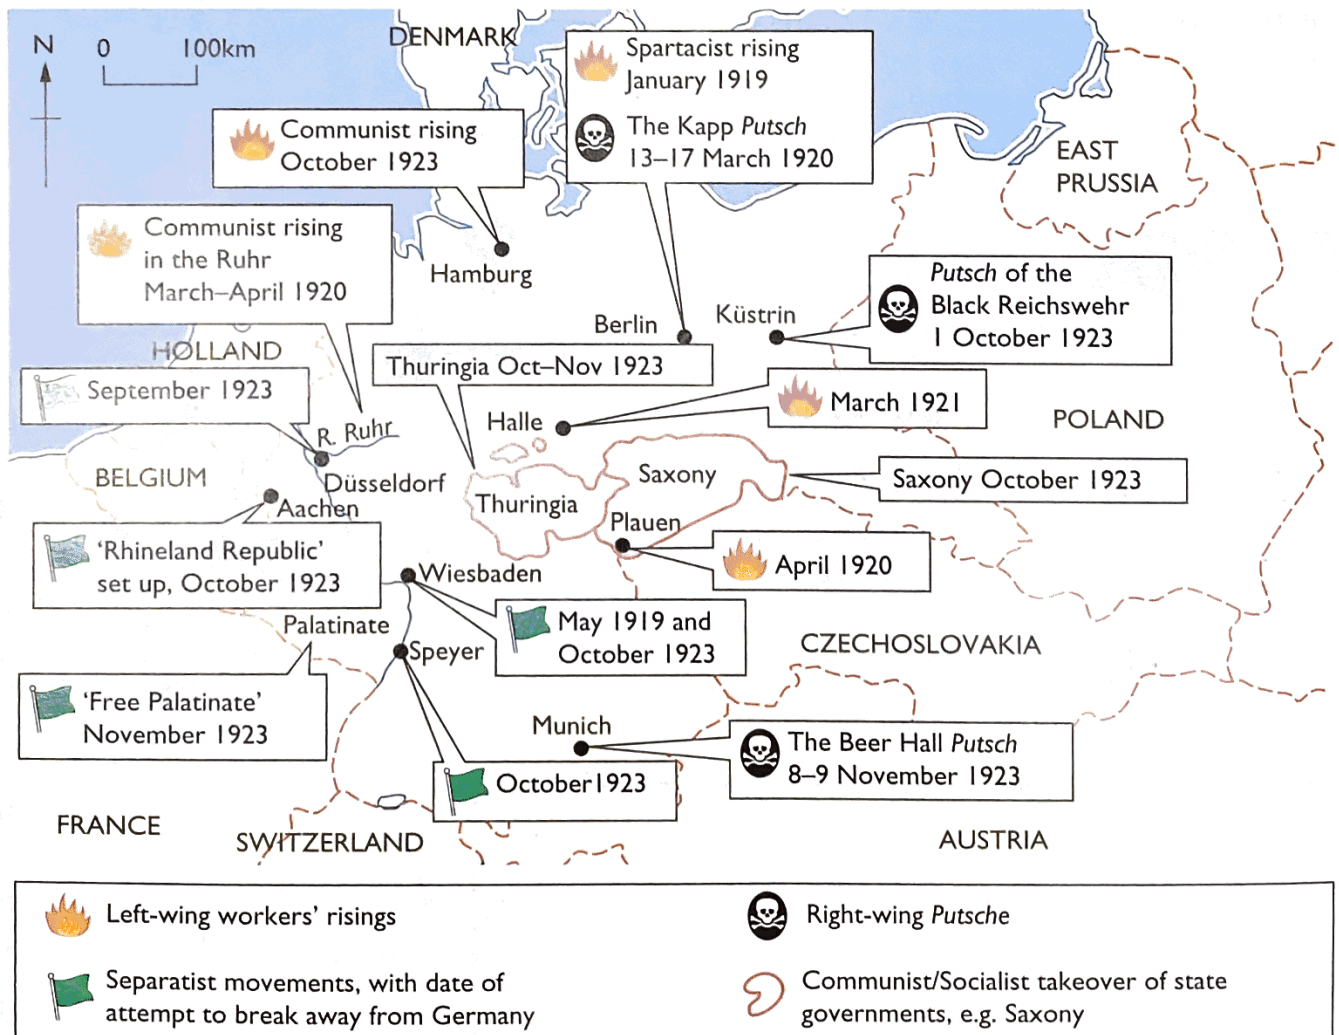 DENMARK
N
0 100km
Spartacist rising
January 1919
The Kapp Putsch
13–17 March 1920
Communist rising
October 1923
EAST
PRUSSIA
Communist rising
in the Ruhr
March–April 1920
Hamburg
Putsch of the
Black Reichswehr
1 October 1923
Berlin
Küstrin
HOLLAND
Thuringia Oct–Nov 1923
September 1923
March 1921
POLAND
Halle
R. Ruhr
BELGIUM
Düsseldorf
Saxony
Saxony October 1923
Thuringia
Aachen
Plauen
'Rhineland Republic'
set up, October 1923
April 1920
Wiesbaden
May 1919 and
October 1923
Palatinate
Speyer
CZECHOSLOVAKIA
'Free Palatinate'
November 1923
Munich
The Beer Hall Putsch
8–9 November 1923
October1923
FRANCE
SWITZERLAND
AUSTRIA
Left-wing workers' risings
Right-wing Putsche
Separatist movements, with date of
attempt to break away from Germany
Communist/Socialist takeover of state
governments, e.g. Saxony